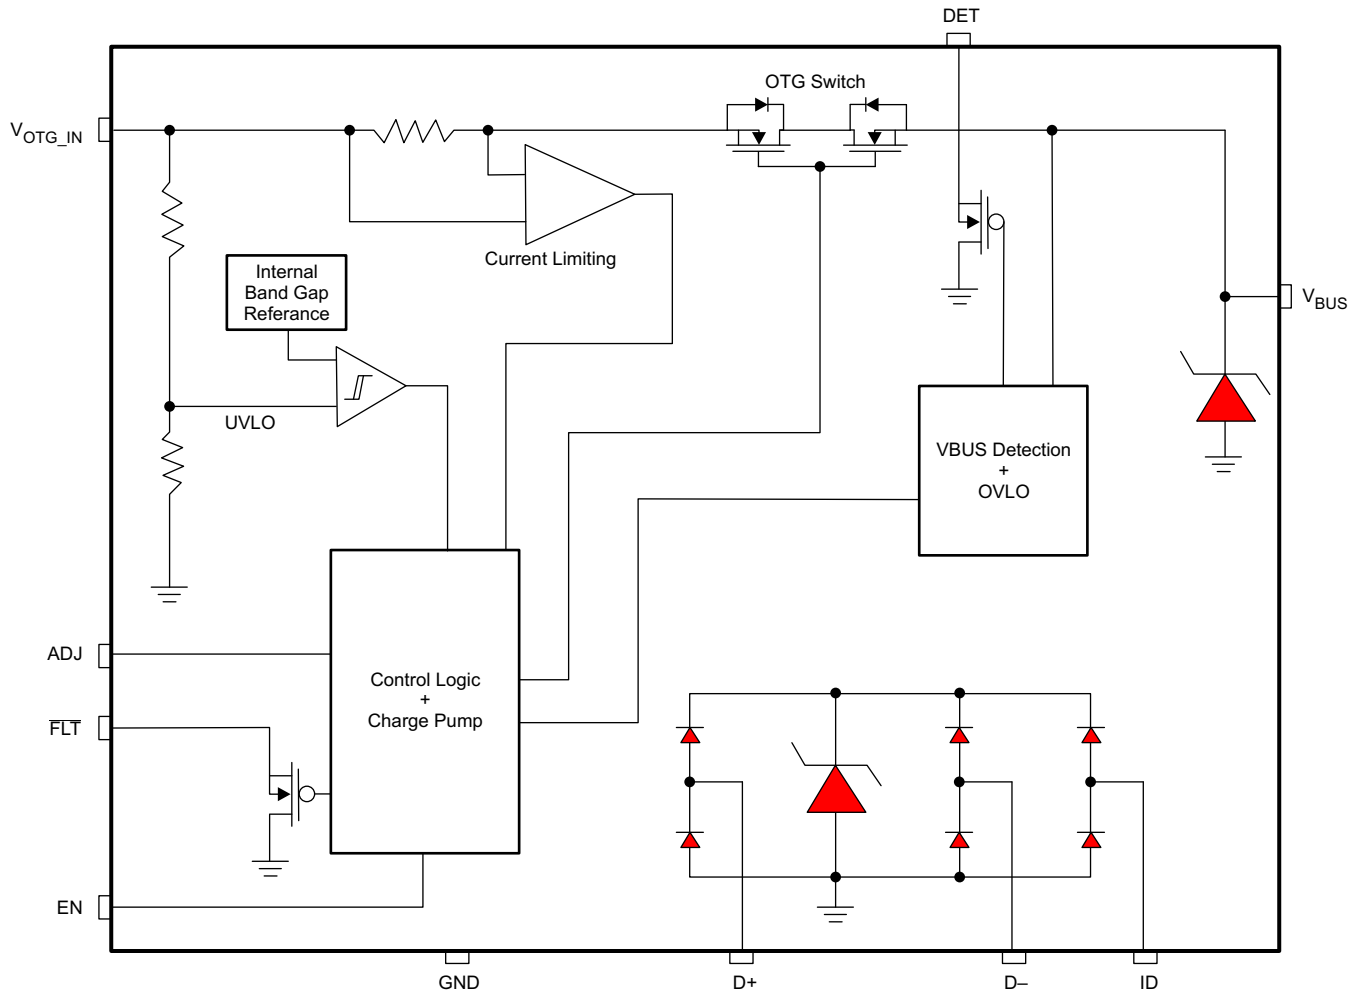 DET
OTG Switch
VOTG_IN
Current Limiting
Internal
Band Gap
Referance
VBUS
UVLO
VBUS Detection
+
OVLO
ADJ
Control Logic
+
Charge Pump
FLT
EN
GND
D+
D–
ID